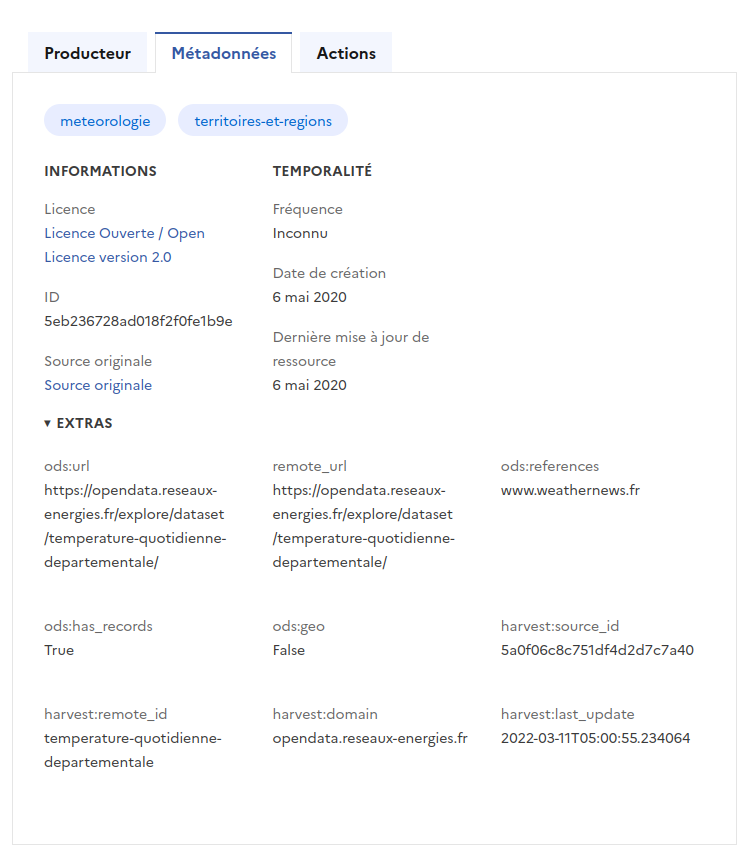 Producteur
Métadonnées
Actions
meteorologie
territoires-et-regions
INFORMATIONS
Licence
Licence Ouverte / Open
Licence version 2.0
ID
5eb236728ad018f2f0fe1b9e
Source originale
Source originale
TEMPORALITÉ
Fréquence
Inconnu
Date de création
6 mai 2020
Dernière mise à jour de
ressource
6 mai 2020
▾ EXTRAS
ods:url
https://opendata.reseaux-
energies.fr/explore/dataset
/temperature-quotidienne-
departementale/
remote_url
https://opendata.reseaux-
energies.fr/explore/dataset
/temperature-quotidienne-
departementale/
ods:references
www.weathernews.fr
ods:has_records
True
ods:geo
False
harvest:source_id
5a0f06c8c751df4d2d7c7a40
harvest:remote_id
temperature-quotidienne-
departementale
harvest:domain
opendata.reseaux-energies.fr
harvest:last_update
2022-03-11T05:00:55.234064